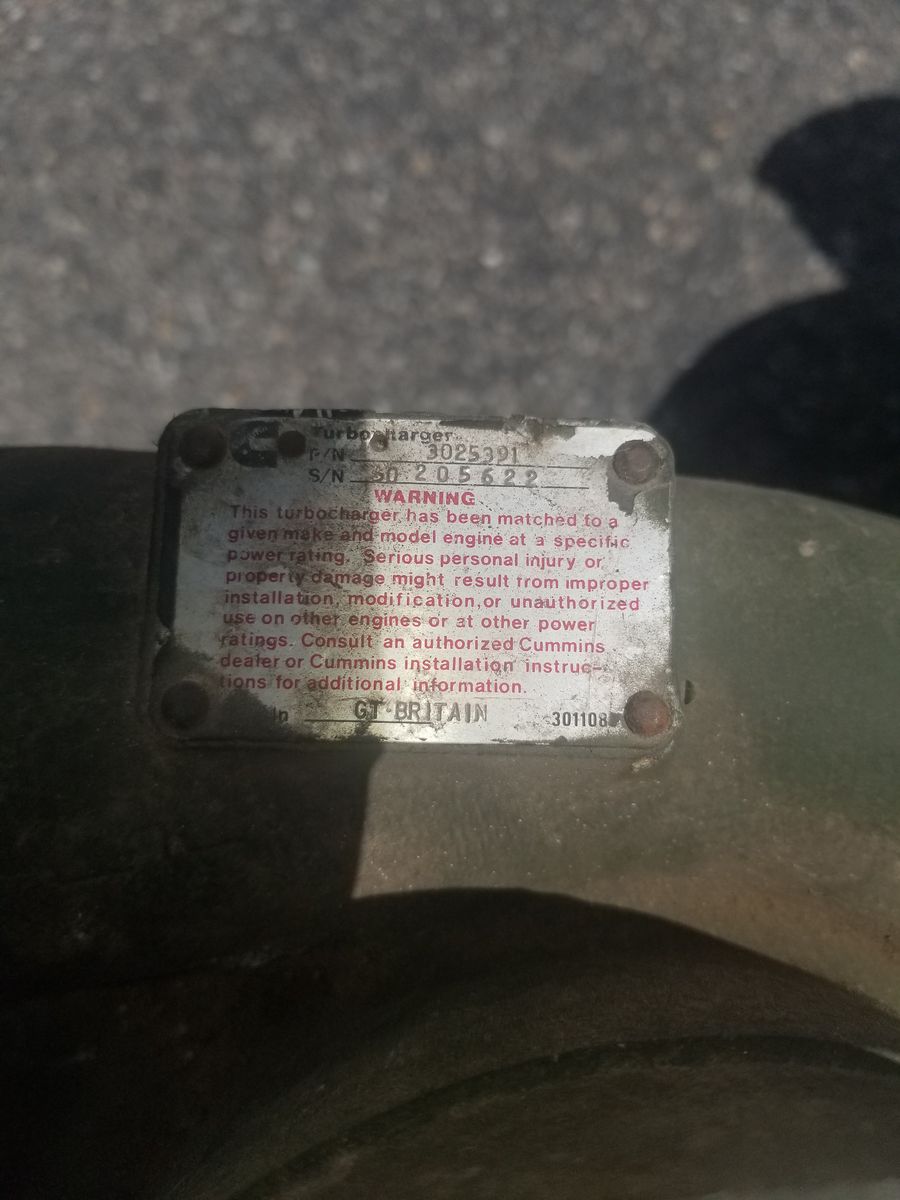 Turbocharger
P/N 3025391
S/N 205622
WARNING
This turbocharger has been matched to a
given make and model engine at a specific
power rating. Serious personal injury or
property damage might result from improper
installation, modification, or unauthorized
use on other engines or at other power
ratings. Consult an authorized Cummins
dealer or Cummins installation instruc-
tions for additional information.
in GT·BRITAIN 301108